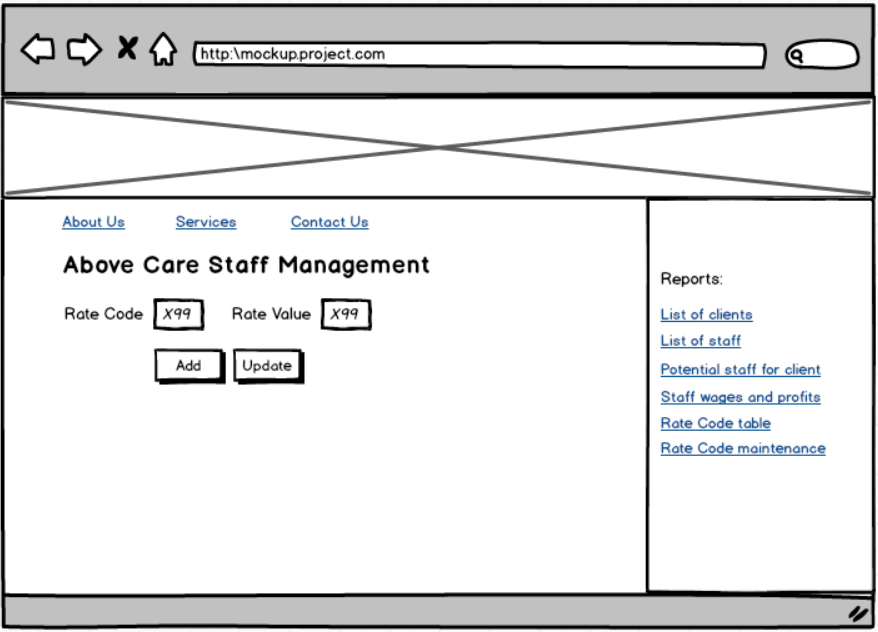 http:\mockup.project.com
About Us Services Contact Us
Above Care Staff Management
Rate Code X99 Rate Value X99
Add Update
Reports:
List of clients
List of staff
Potential staff for client
Staff wages and profits
Rate Code table
Rate Code maintenance